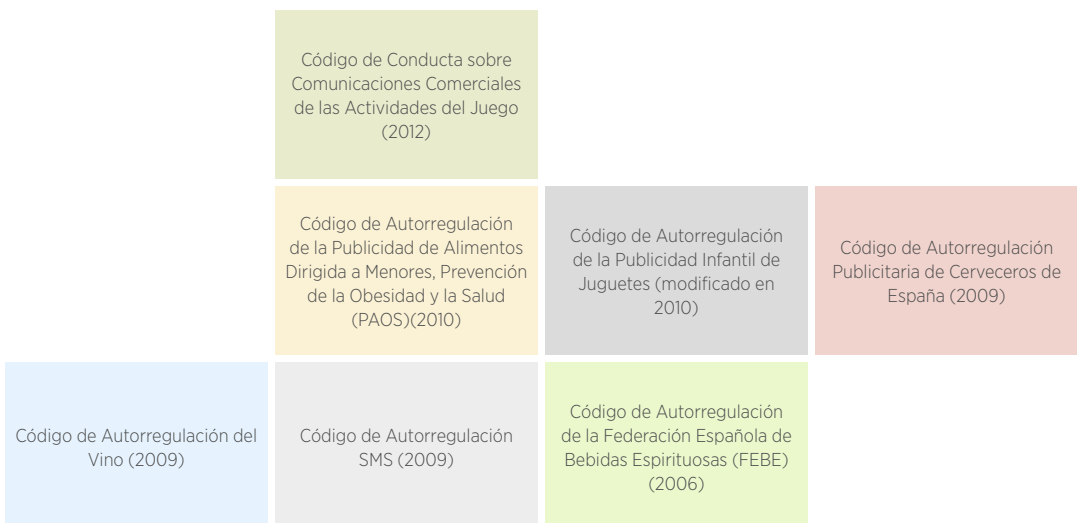 Código de Conducta sobre
Comunicaciones Comerciales
de las Actividades del Juego
(2012)
Código de Autorregulación
de la Publicidad de Alimentos
Dirigida a Menores, Prevención
de la Obesidad y la Salud
(PAOS)(2010)
Código de Autorregulación
de la Publicidad Infantil de
Juguetes (modificado en
2010)
Código de Autorregulación
Publicitaria de Cerveceros de
España (2009)
Código de Autorregulación del
Vino (2009)
Código de Autorregulación
SMS (2009)
Código de Autorregulación
de la Federación Española de
Bebidas Espirituosas (FEBE)
(2006)